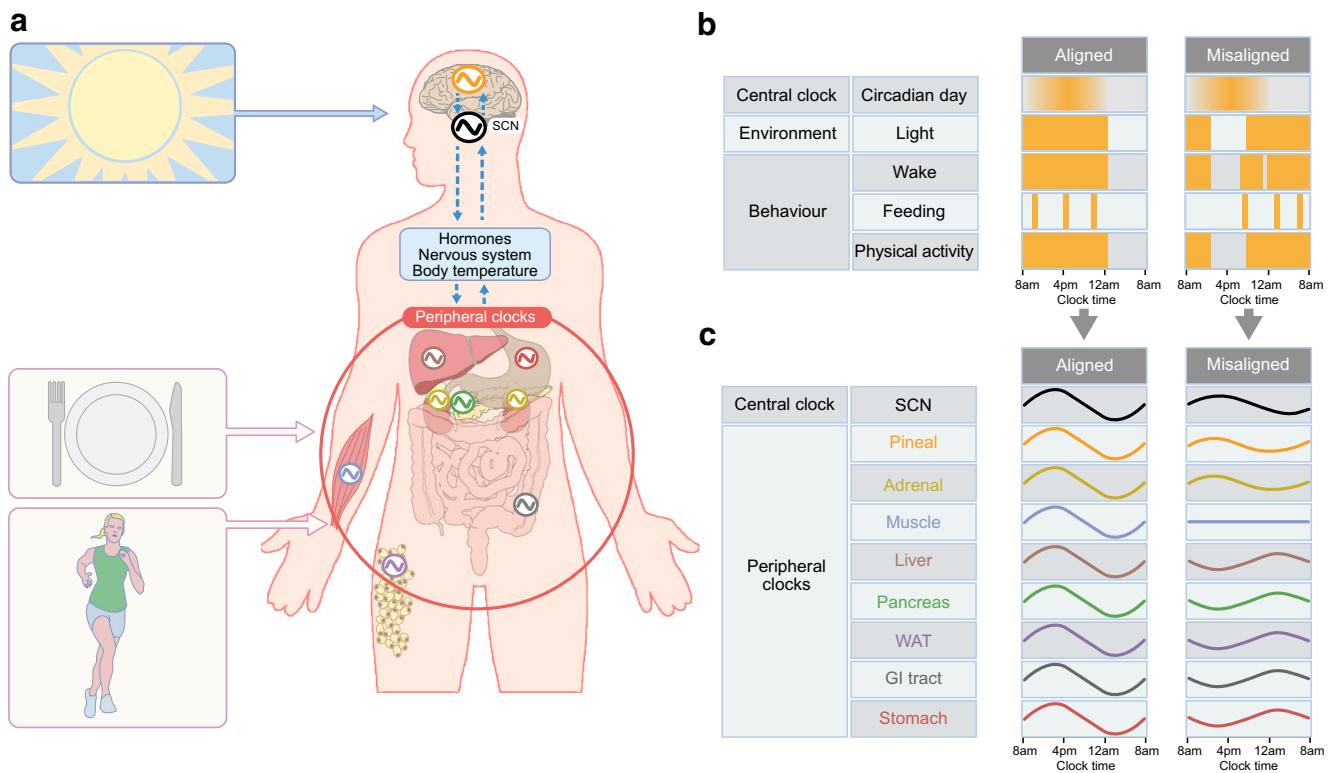 a
SCN
Hormones
Nervous system
Body temperature
Peripheral clocks
b
Aligned
Misaligned
Central clock
Circadian day
Environment
Light
Behaviour
Wake
Feeding
Physical activity
8am 4pm 12am 8am
Clock time
8am 4pm 12am 8am
Clock time
c
Aligned
Misaligned
Central clock
SCN
Peripheral
clocks
Pineal
Adrenal
Muscle
Liver
Pancreas
WAT
GI tract
Stomach
8am 4pm 12am 8am
Clock time
8am 4pm 12am 8am
Clock time